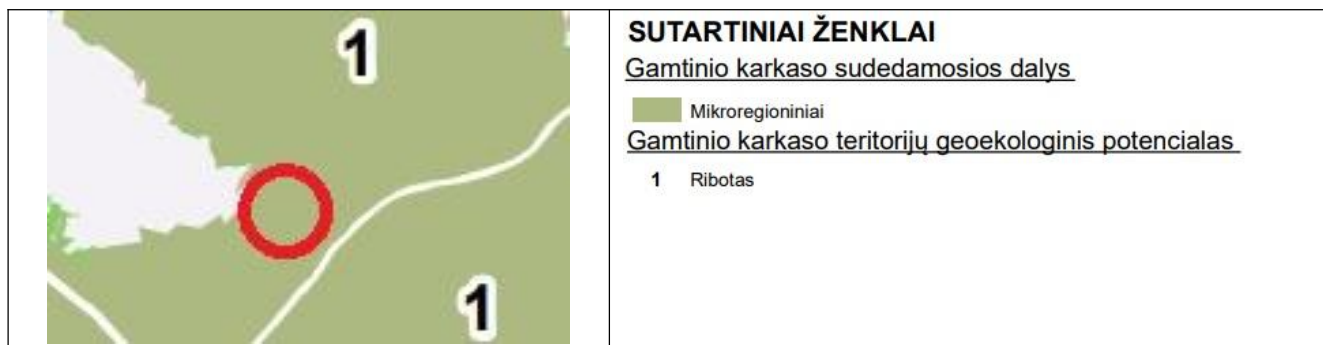 1
1
SUTARTINIAI ŽENKLAI
Gamtinio karkaso sudedamosios dalys
Mikroregioniniai
Gamtinio karkaso teritorijų geoekologinis potencialas
1 Ribotas